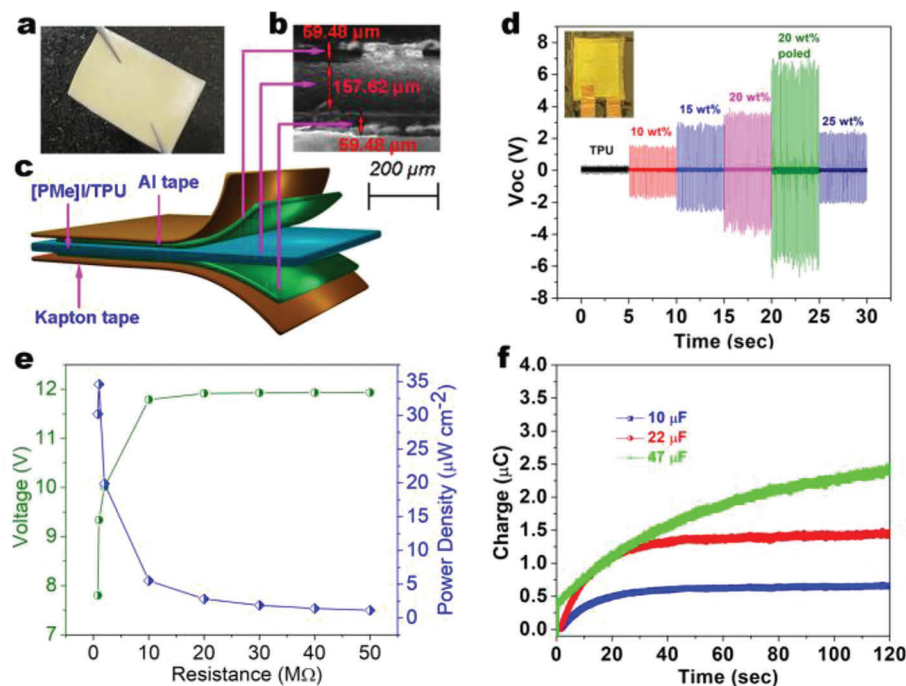 a
b
59.48 µm
157.62 µm
59.48 µm
200 µm
c
[PMe]I/TPU
Al tape
Kapton tape
d
Voc (V)
8
6
4
2
0
-2
-4
-6
-8
TPU
10 wt%
15 wt%
20 wt%
20 wt%
poled
25 wt%
0 5 10 15 20 25 30
Time (sec)
e
Voltage (V)
12
11
10
9
8
7
35
30
25
20
15
10
5
0
Power Density (µW cm-2)
0 10 20 30 40 50
Resistance (MΩ)
f
Charge (µC)
4.0
3.5
3.0
2.5
2.0
1.5
1.0
0.5
0.0
10 µF
22 µF
47 µF
0 20 40 60 80 100 120
Time (sec)